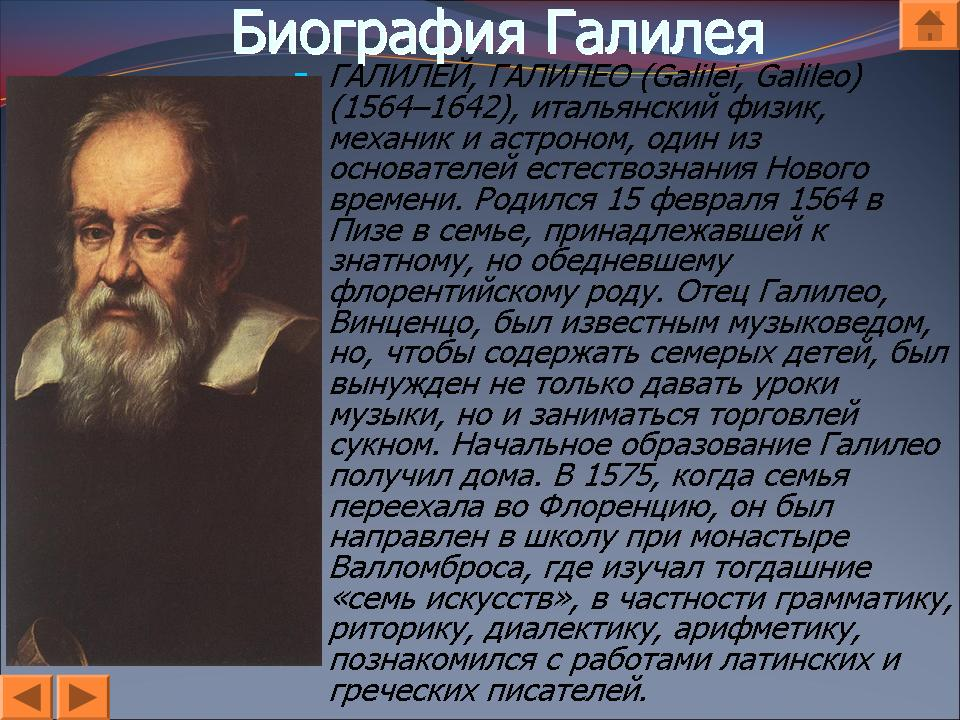 Биография Галилея
ГАЛИЛЕЙ, ГАЛИЛЕО (Galilei, Galileo)
(1564–1642), итальянский физик,
механик и астроном, один из
основателей естествознания Нового
времени. Родился 15 февраля 1564 в
Пизе в семье, принадлежавшей к
знатному, но обедневшему
флорентийскому роду. Отец Галилео,
Винценцо, был известным музыковедом,
но, чтобы содержать семерых детей, был
вынужден не только давать уроки
музыки, но и заниматься торговлей
сукном. Начальное образование Галилео
получил дома. В 1575, когда семья
переехала во Флоренцию, он был
направлен в школу при монастыре
Валломброса, где изучал тогдашние
«семь искусств», в частности грамматику,
риторику, диалектику, арифметику,
познакомился с работами латинских и
греческих писателей.